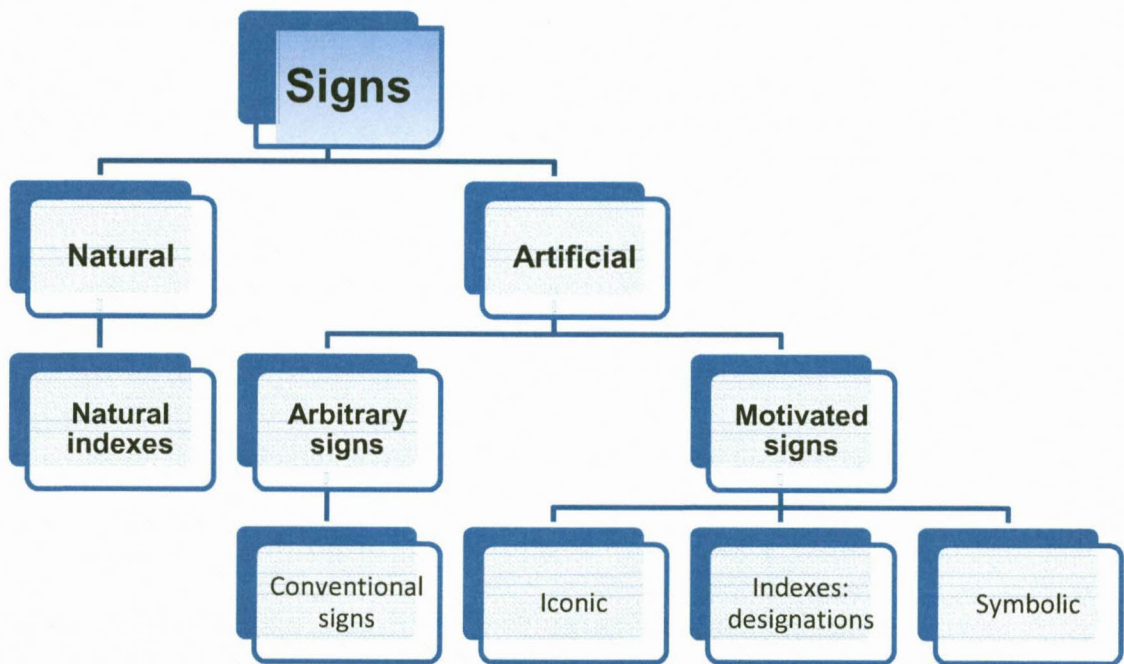 Signs
Natural
Artificial
Natural
indexes
Arbitrary
signs
Motivated
signs
Conventional
signs
Iconic
Indexes:
designations
Symbolic